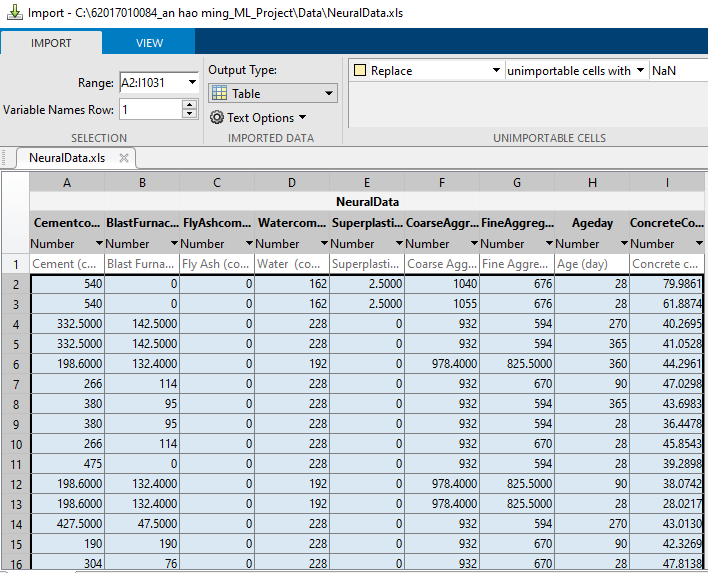 Import - C:\62017010084_an hao ming_ML_Project\Data\NeuralData.xls
IMPORT VIEW
Range: A2:I1031
Variable Names Row: 1
SELECTION
Output Type:
Table
Text Options
IMPORTED DATA
Replace unimportable cells with NaN
UNIMPORTABLE CELLS
NeuralData.xls
A B C D E F G H I
NeuralData
Cementco... BlastFurnac... FlyAshcom... Watercom... Superplasti... CoarseAggr... FineAggreg... Ageday ConcreteCo...
Number Number Number Number Number Number Number Number Number
1 Cement (c... Blast Furna... Fly Ash (co... Water (co... Superplasti... Coarse Agg... Fine Aggre... Age (day) Concrete c...
2 540 0 0 162 2.5000 1040 676 28 79.9861
3 540 0 0 162 2.5000 1055 676 28 61.8874
4 332.5000 142.5000 0 228 0 932 594 270 40.2695
5 332.5000 142.5000 0 228 0 932 594 365 41.0528
6 198.6000 132.4000 0 192 0 978.4000 825.5000 360 44.2961
7 266 114 0 228 0 932 670 90 47.0298
8 380 95 0 228 0 932 594 365 43.6983
9 380 95 0 228 0 932 594 28 36.4478
10 266 114 0 228 0 932 670 28 45.8543
11 475 0 0 228 0 932 594 28 39.2898
12 198.6000 132.4000 0 192 0 978.4000 825.5000 90 38.0742
13 198.6000 132.4000 0 192 0 978.4000 825.5000 28 28.0217
14 427.5000 47.5000 0 228 0 932 594 270 43.0130
15 190 190 0 228 0 932 670 90 42.3269
16 304 76 0 228 0 932 670 28 47.8138